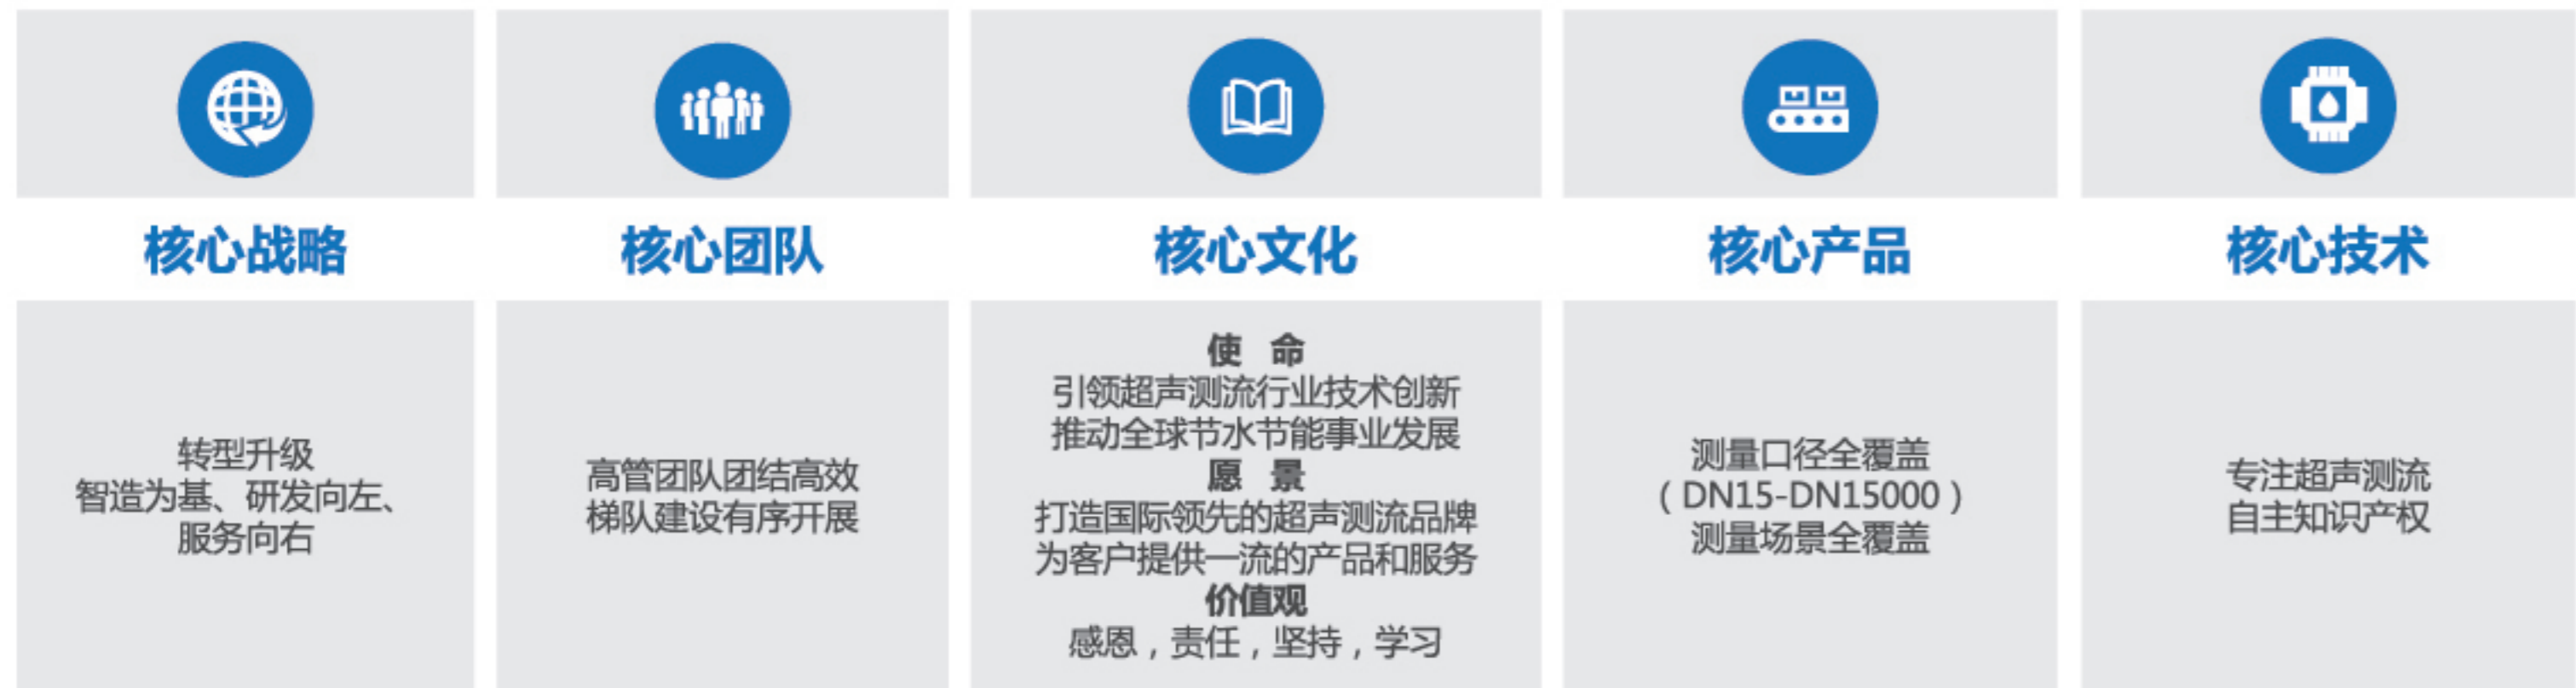 核心战略
转型升级
智造为基、研发向左、
服务向右
核心团队
高管团队团结高效
梯队建设有序开展
核心文化
使 命
引领超声测流行业技术创新
推动全球节水节能事业发展
愿 景
打造国际领先的超声测流品牌
为客户提供一流的产品和服务
价值观
感恩，责任，坚持，学习
核心产品
测量口径全覆盖
（DN15-DN15000）
测量场景全覆盖
核心技术
专注超声测流
自主知识产权